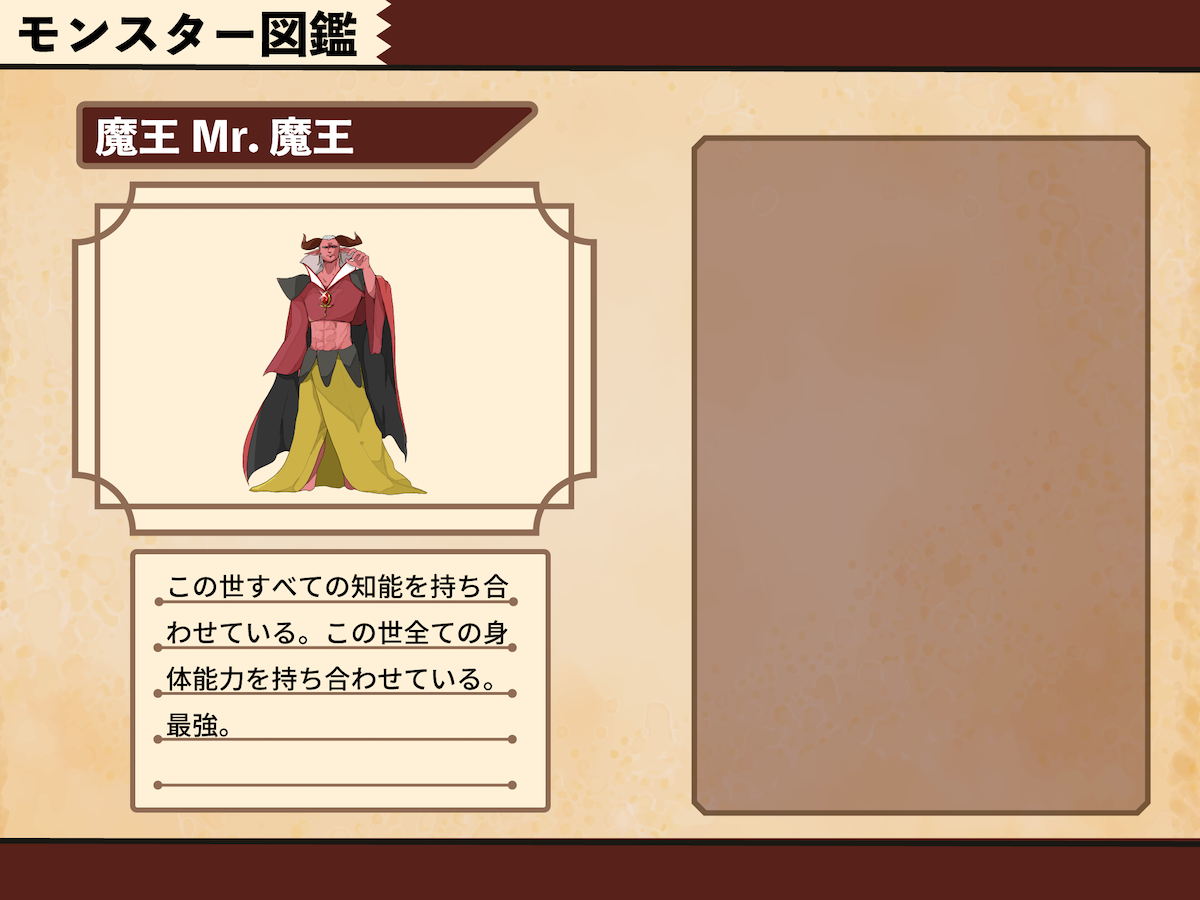 モンスター図鑑
魔王 Mr. 魔王
この世すべての知能を持ち合
わせている。この世全ての身
体能力を持ち合わせている。
最強。